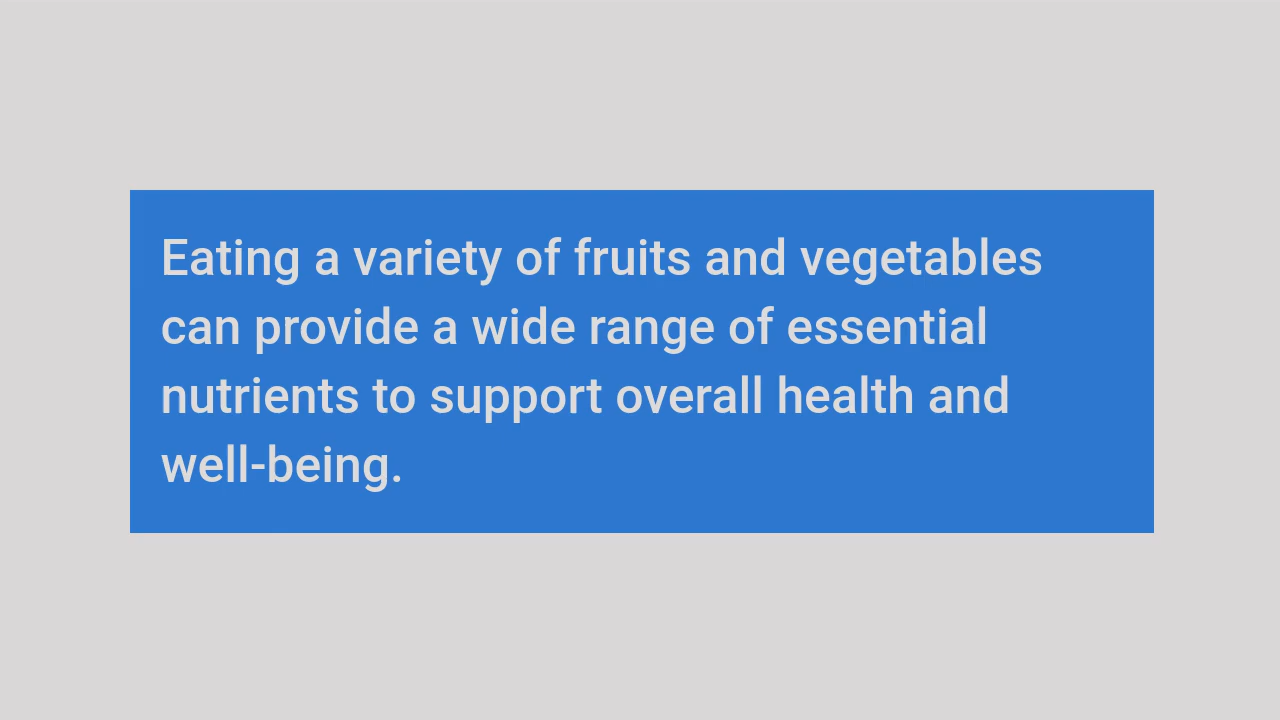 Eating a variety of fruits and vegetables
can provide a wide range of essential
nutrients to support overall health and
well-being.